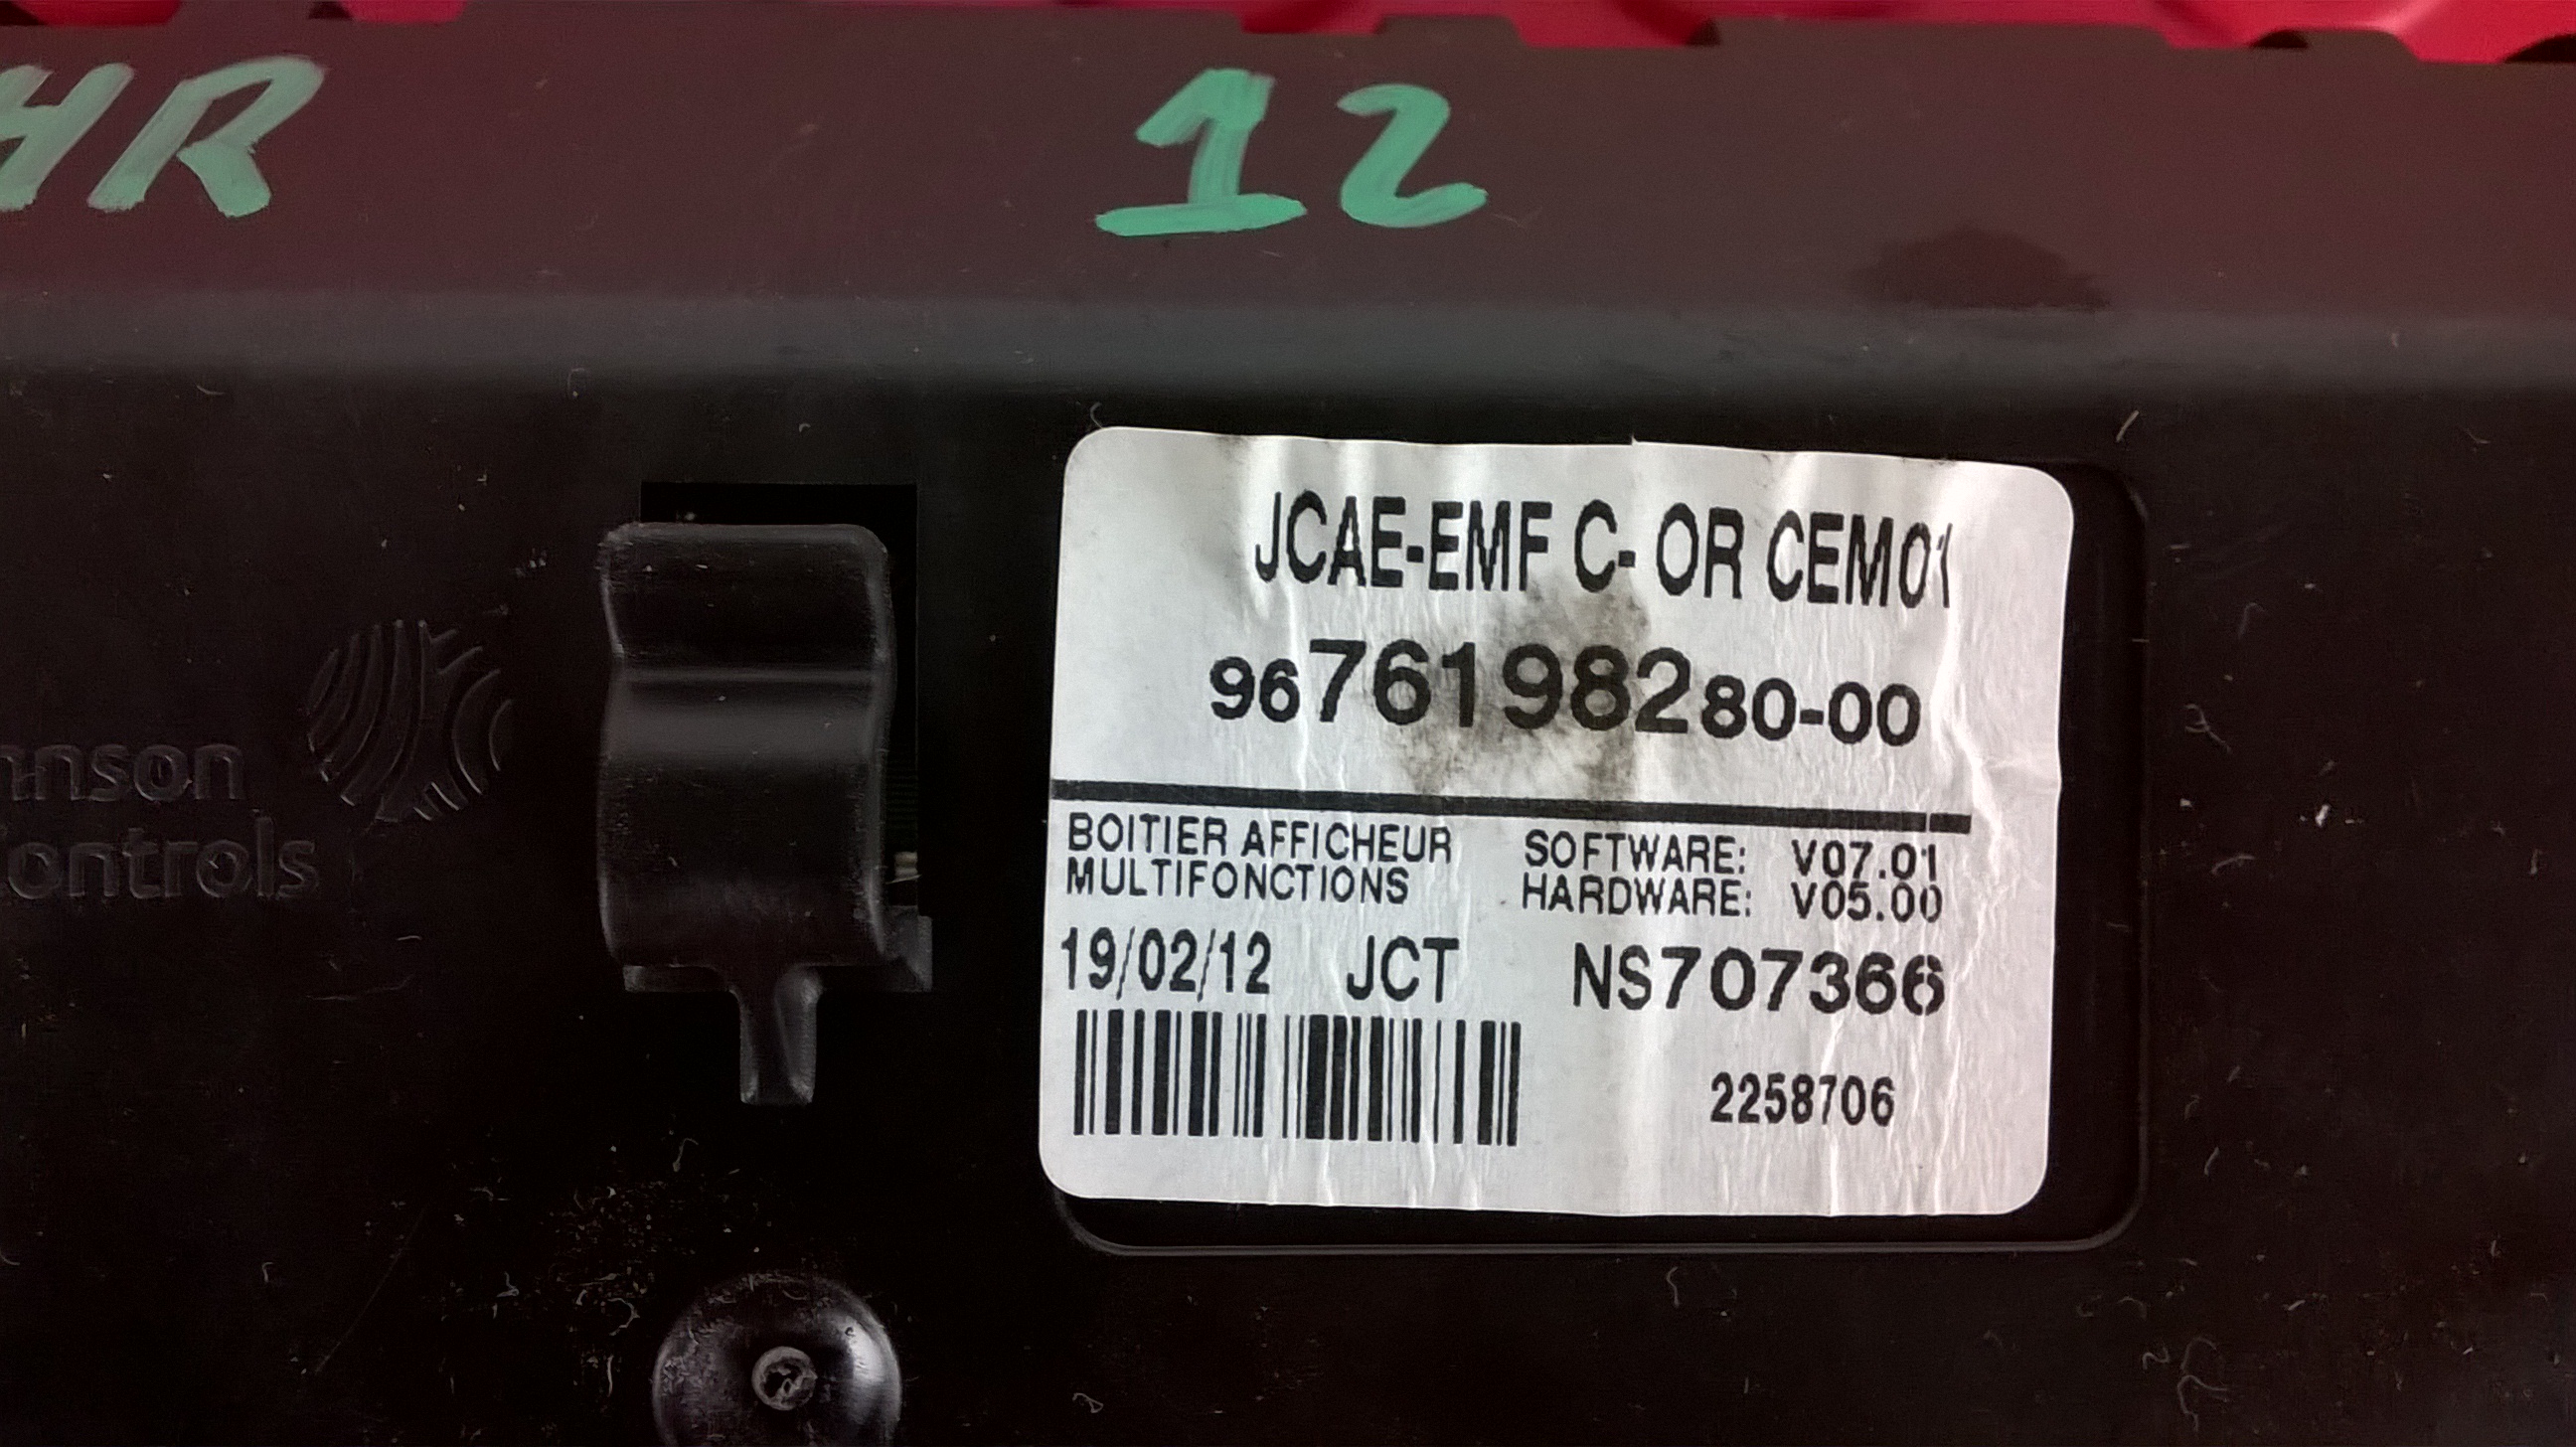 HR 12
JCAE-EMF C- OR CEM01
9676198280-00
BOITIER AFFICHEUR SOFTWARE: V07.01
MULTIFONCTIONS HARDWARE: V05.00
19/02/12 JCT NS707366
2258706
nnson
ontrols